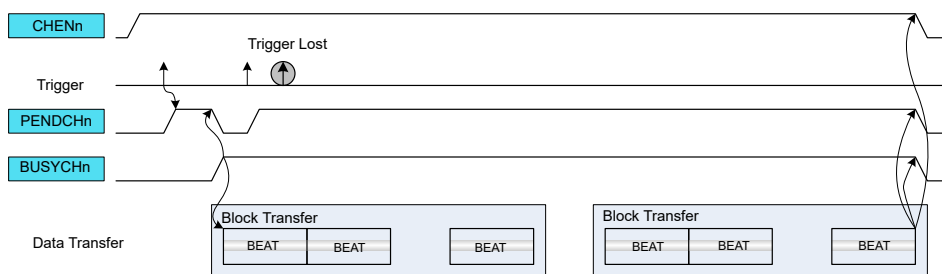 CHENn
Trigger Lost
Trigger
PENDCHn
BUSYCHn
Data Transfer
Block Transfer
BEAT BEAT BEAT
Block Transfer
BEAT BEAT BEAT